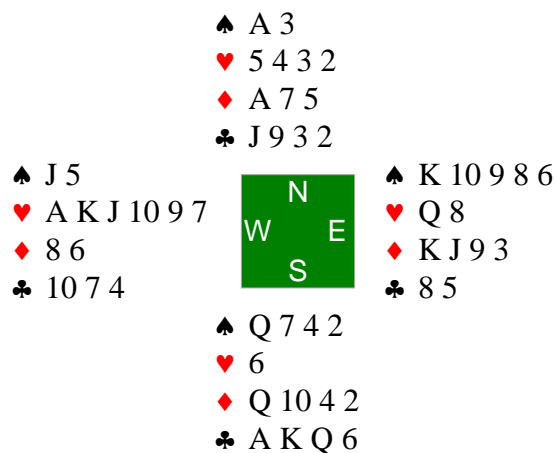 ♠ A 3
♥ 5 4 3 2
♦ A 7 5
♣ J 9 3 2
♠ J 5
♥ A K J 10 9 7
♦ 8 6
♣ 10 7 4
N
W E
S
♠ K 10 9 8 6
♥ Q 8
♦ K J 9 3
♣ 8 5
♠ Q 7 4 2
♥ 6
♦ Q 10 4 2
♣ A K Q 6